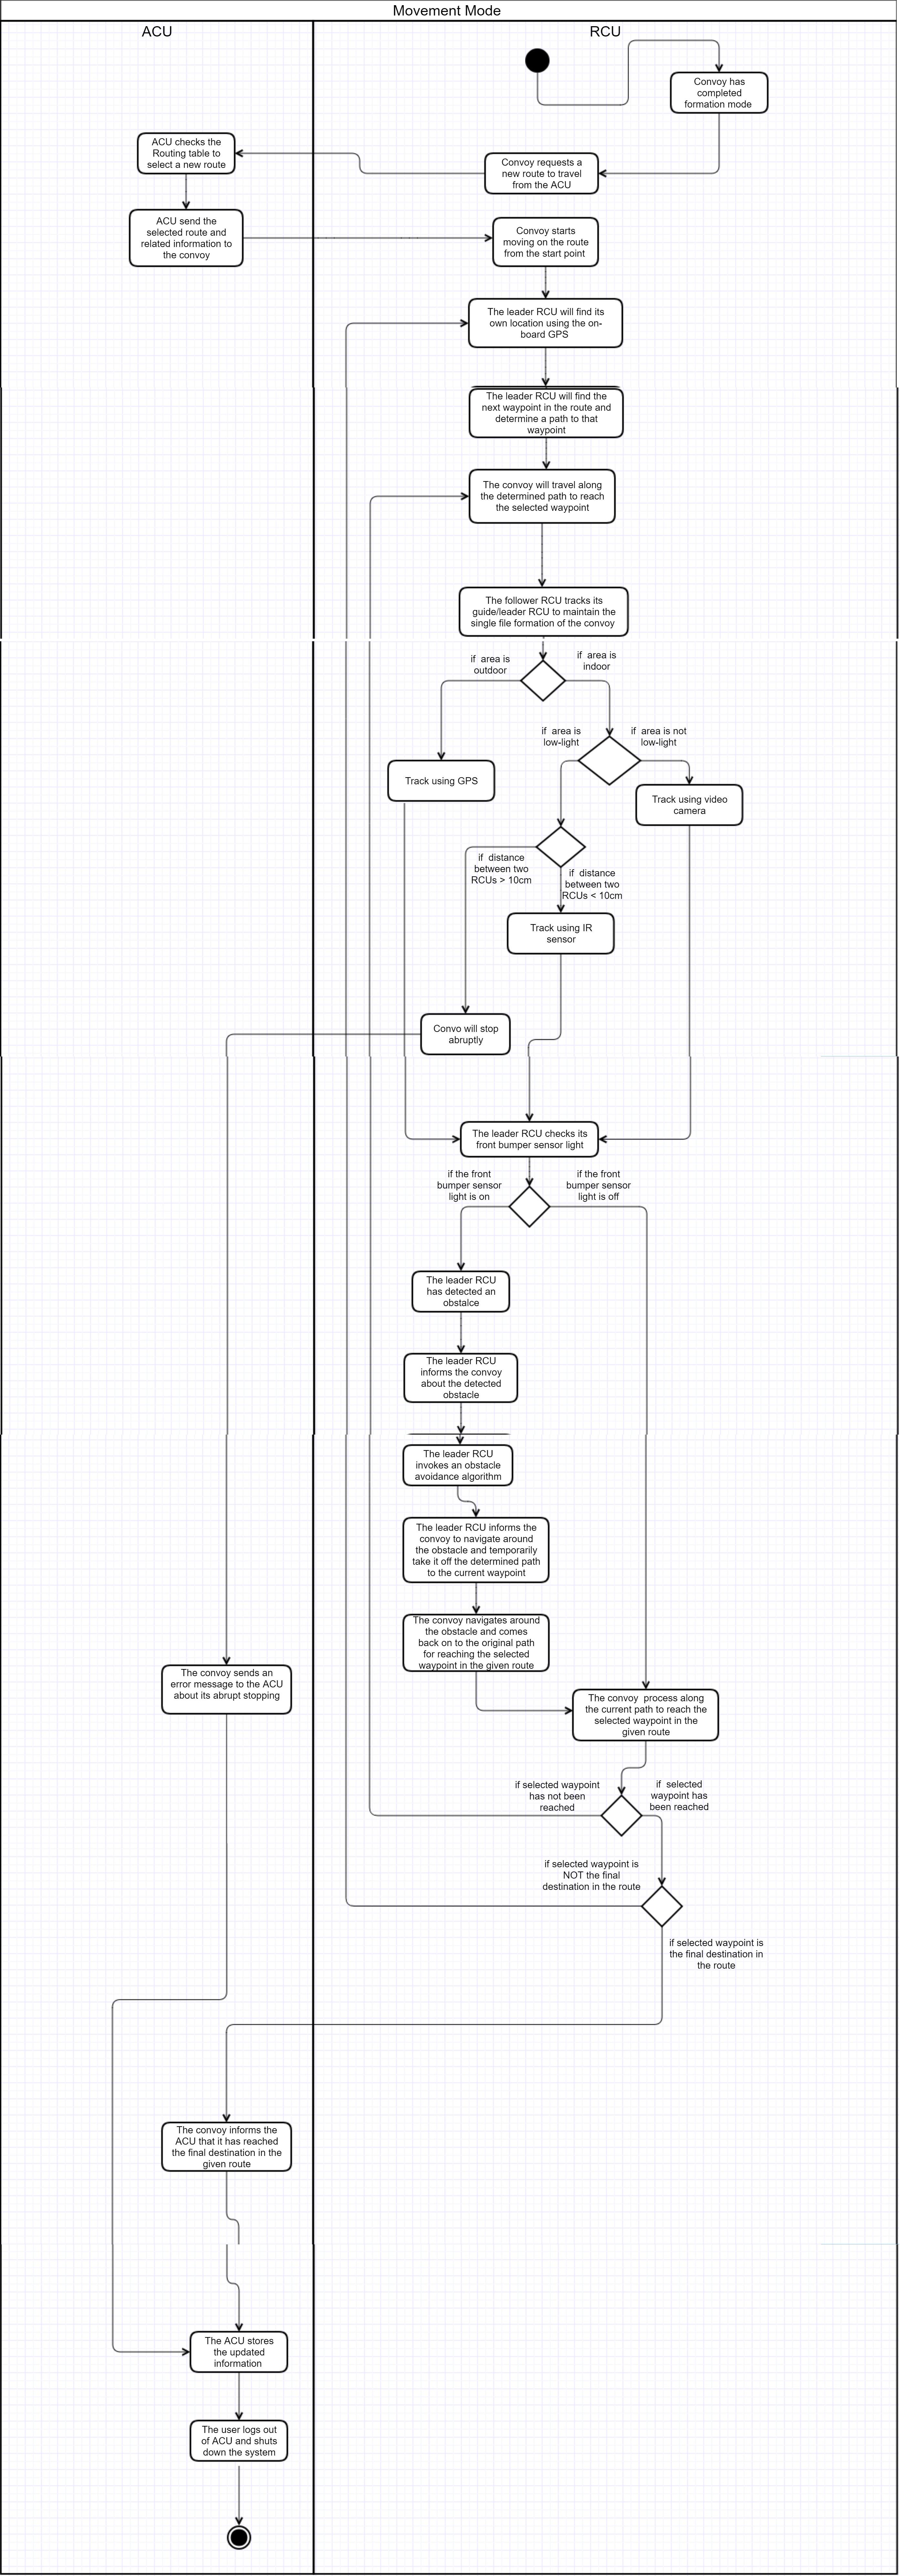 Movement Mode
ACU
RCU
Convoy has
completed
formation mode
ACU checks the
Routing table to
select a new route
Convoy requests a
new route to travel
from the ACU
ACU send the
selected route and
related information to
the convoy
Convoy starts
moving on the route
from the start point
The leader RCU will find its
own location using the on-
board GPS
The leader RCU will find the
next waypoint in the route and
determine a path to that
waypoint
The convoy will travel along
the determined path to reach
the selected waypoint
The follower RCU tracks its
guide/leader RCU to maintain the
single file formation of the convoy
if area is
outdoor
if area is
indoor
if area is
low-light
if area is not
low-light
Track using GPS
Track using video
camera
if distance
between two
RCUs > 10cm
if distance
between two
RCUs < 10cm
Track using IR
sensor
Convo will stop
abruptly
The leader RCU checks its
front bumper sensor light
if the front
bumper sensor
light is on
if the front
bumper sensor
light is off
The leader RCU
has detected an
obstalce
The leader RCU
informs the convoy
about the detected
obstacle
The leader RCU
invokes an obstacle
avoidance algorithm
The leader RCU informs the
convoy to navigate around
the obstacle and temporarily
take it off the determined path
to the current waypoint
The convoy navigates around
the obstacle and comes
back on to the original path
for reaching the selected
waypoint in the given route
The convoy sends an
error message to the ACU
about its abrupt stopping
The convoy process along
the current path to reach the
selected waypoint in the
given route
if selected waypoint
has not been
reached
if selected
waypoint has
been reached
if selected waypoint is
NOT the final
destination in the route
if selected waypoint is
the final destination in
the route
The convoy informs the
ACU that it has reached
the final destination in the
given route
The ACU stores
the updated
information
The user logs out
of ACU and shuts
down the system